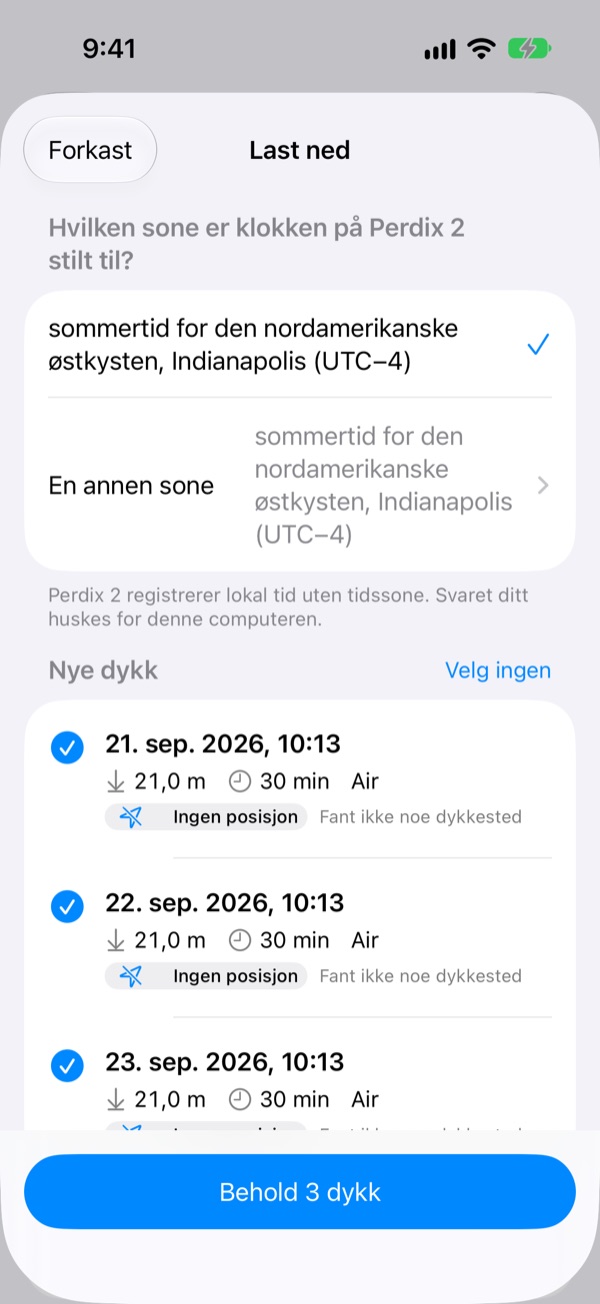 9:41
Forkast
Last ned
Hvilken sone er klokken på Perdix 2
stilt til?
sommertid for den nordamerikanske
østkysten, Indianapolis (UTC−4)
En annen sone
sommertid for den
nordamerikanske
østkysten, Indianapolis
(UTC−4)
Perdix 2 registrerer lokal tid uten tidssone. Svaret ditt
huskes for denne computeren.
Nye dykk
Velg ingen
21. sep. 2026, 10:13
21,0 m 30 min Air
Ingen posisjon Fant ikke noe dykkested
22. sep. 2026, 10:13
21,0 m 30 min Air
Ingen posisjon Fant ikke noe dykkested
23. sep. 2026, 10:13
21,0 m 30 min Air
Behold 3 dykk